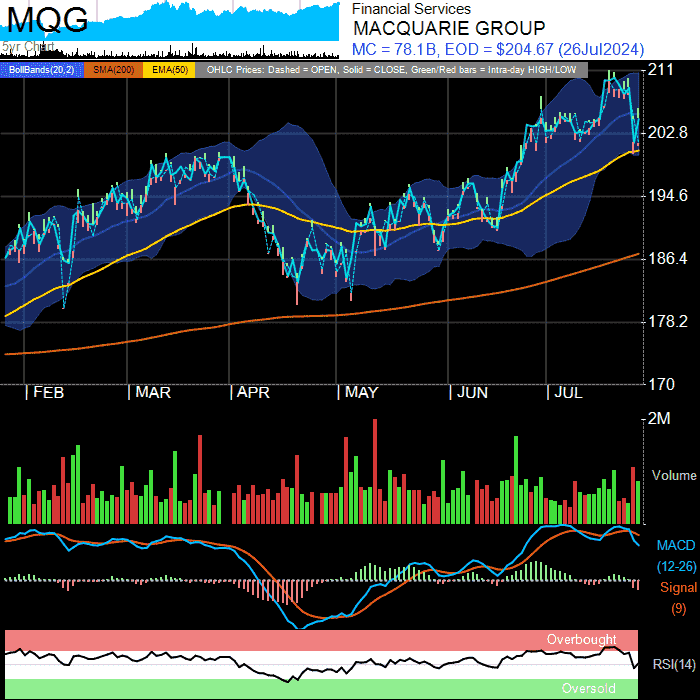 MQG
5yr Chart
Financial Services
MACQUARIE GROUP
MC = 78.1B, EOD = $204.67 (26Jul2024)
BollBands(20,2) SMA(200) EMA(50) OHLC Prices: Dashed = OPEN, Solid = CLOSE, Green/Red bars = Intra-day HIGH/LOW
211
202.8
194.6
186.4
178.2
170
FEB MAR APR MAY JUN JUL
2M
Volume
MACD
(12-26)
Signal
(9)
Overbought
RSI(14)
Oversold